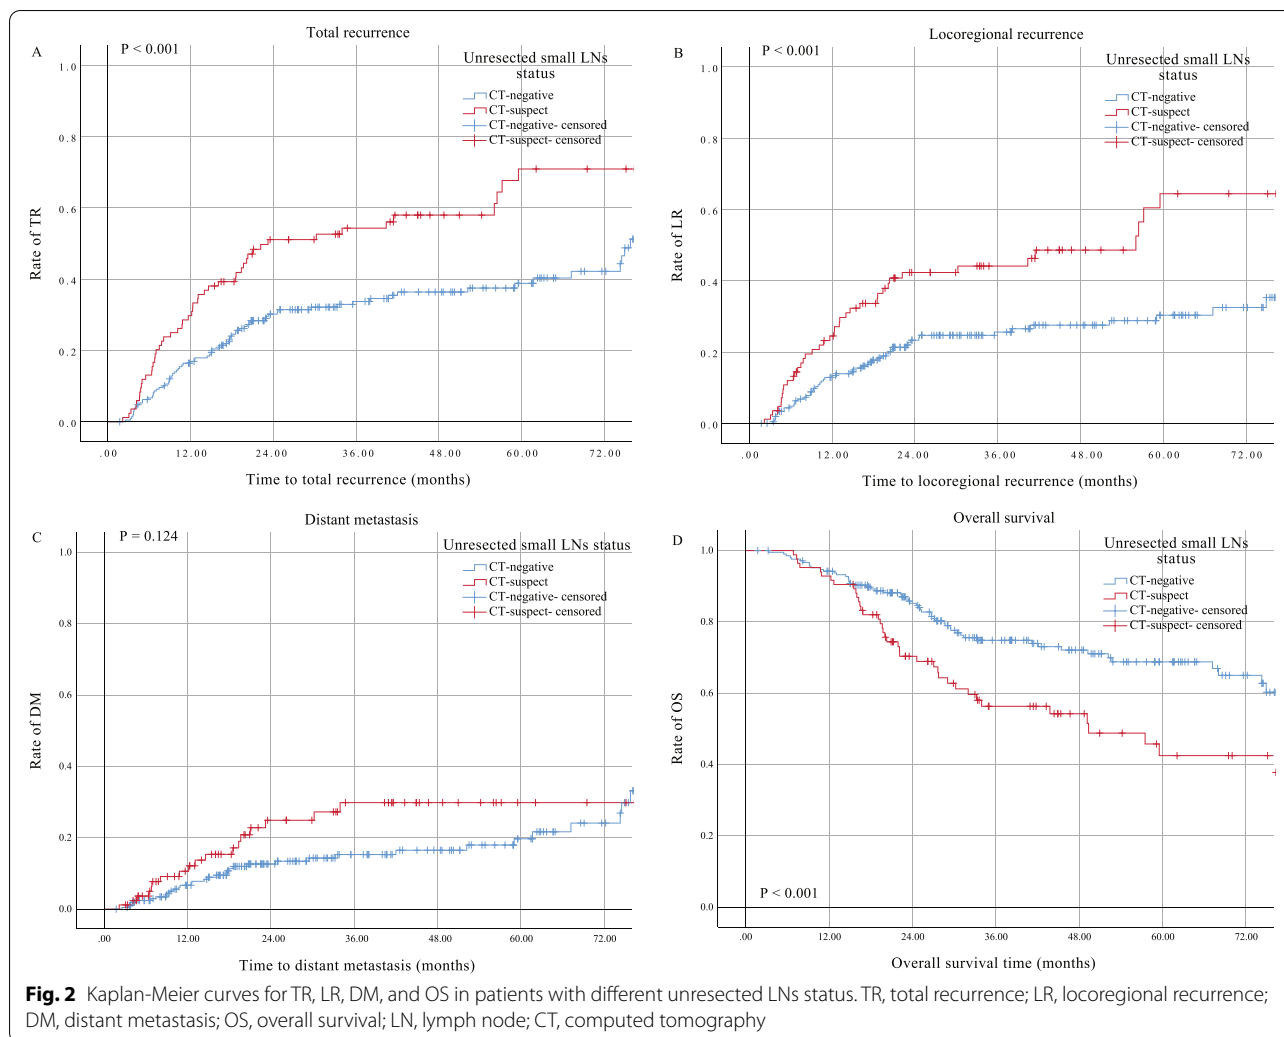 Total recurrence
A
P < 0.001
Unresected small LNs
status
CT-negative
CT-suspect
CT-negative- censored
CT-suspect- censored
Rate of TR
1.0
0.8
0.6
0.4
0.2
0.0
.00 12.00 24.00 36.00 48.00 60.00 72.00
Time to total recurrence (months)
Locoregional recurrence
B
P < 0.001
Unresected small LNs
status
CT-negative
CT-suspect
CT-negative- censored
CT-suspect- censored
Rate of LR
1.0
0.8
0.6
0.4
0.2
0.0
.00 12.00 24.00 36.00 48.00 60.00 72.00
Time to locoregional recurrence (months)
Distant metastasis
C
P = 0.124
Unresected small LNs status
CT-negative
CT-suspect
CT-negative- censored
CT-suspect- censored
Rate of DM
1.0
0.8
0.6
0.4
0.2
0.0
.00 12.00 24.00 36.00 48.00 60.00 72.00
Time to distant metastasis (months)
Overall survival
D
Unresected small LNs
status
CT-negative
CT-suspect
CT-negative- censored
CT-suspect- censored
Rate of OS
1.0
0.8
0.6
0.4
0.2
0.0
P < 0.001
.00 12.00 24.00 36.00 48.00 60.00 72.00
Overall survival time (months)
Fig. 2 Kaplan-Meier curves for TR, LR, DM, and OS in patients with different unresected LNs status. TR, total recurrence; LR, locoregional recurrence;
DM, distant metastasis; OS, overall survival; LN, lymph node; CT, computed tomography